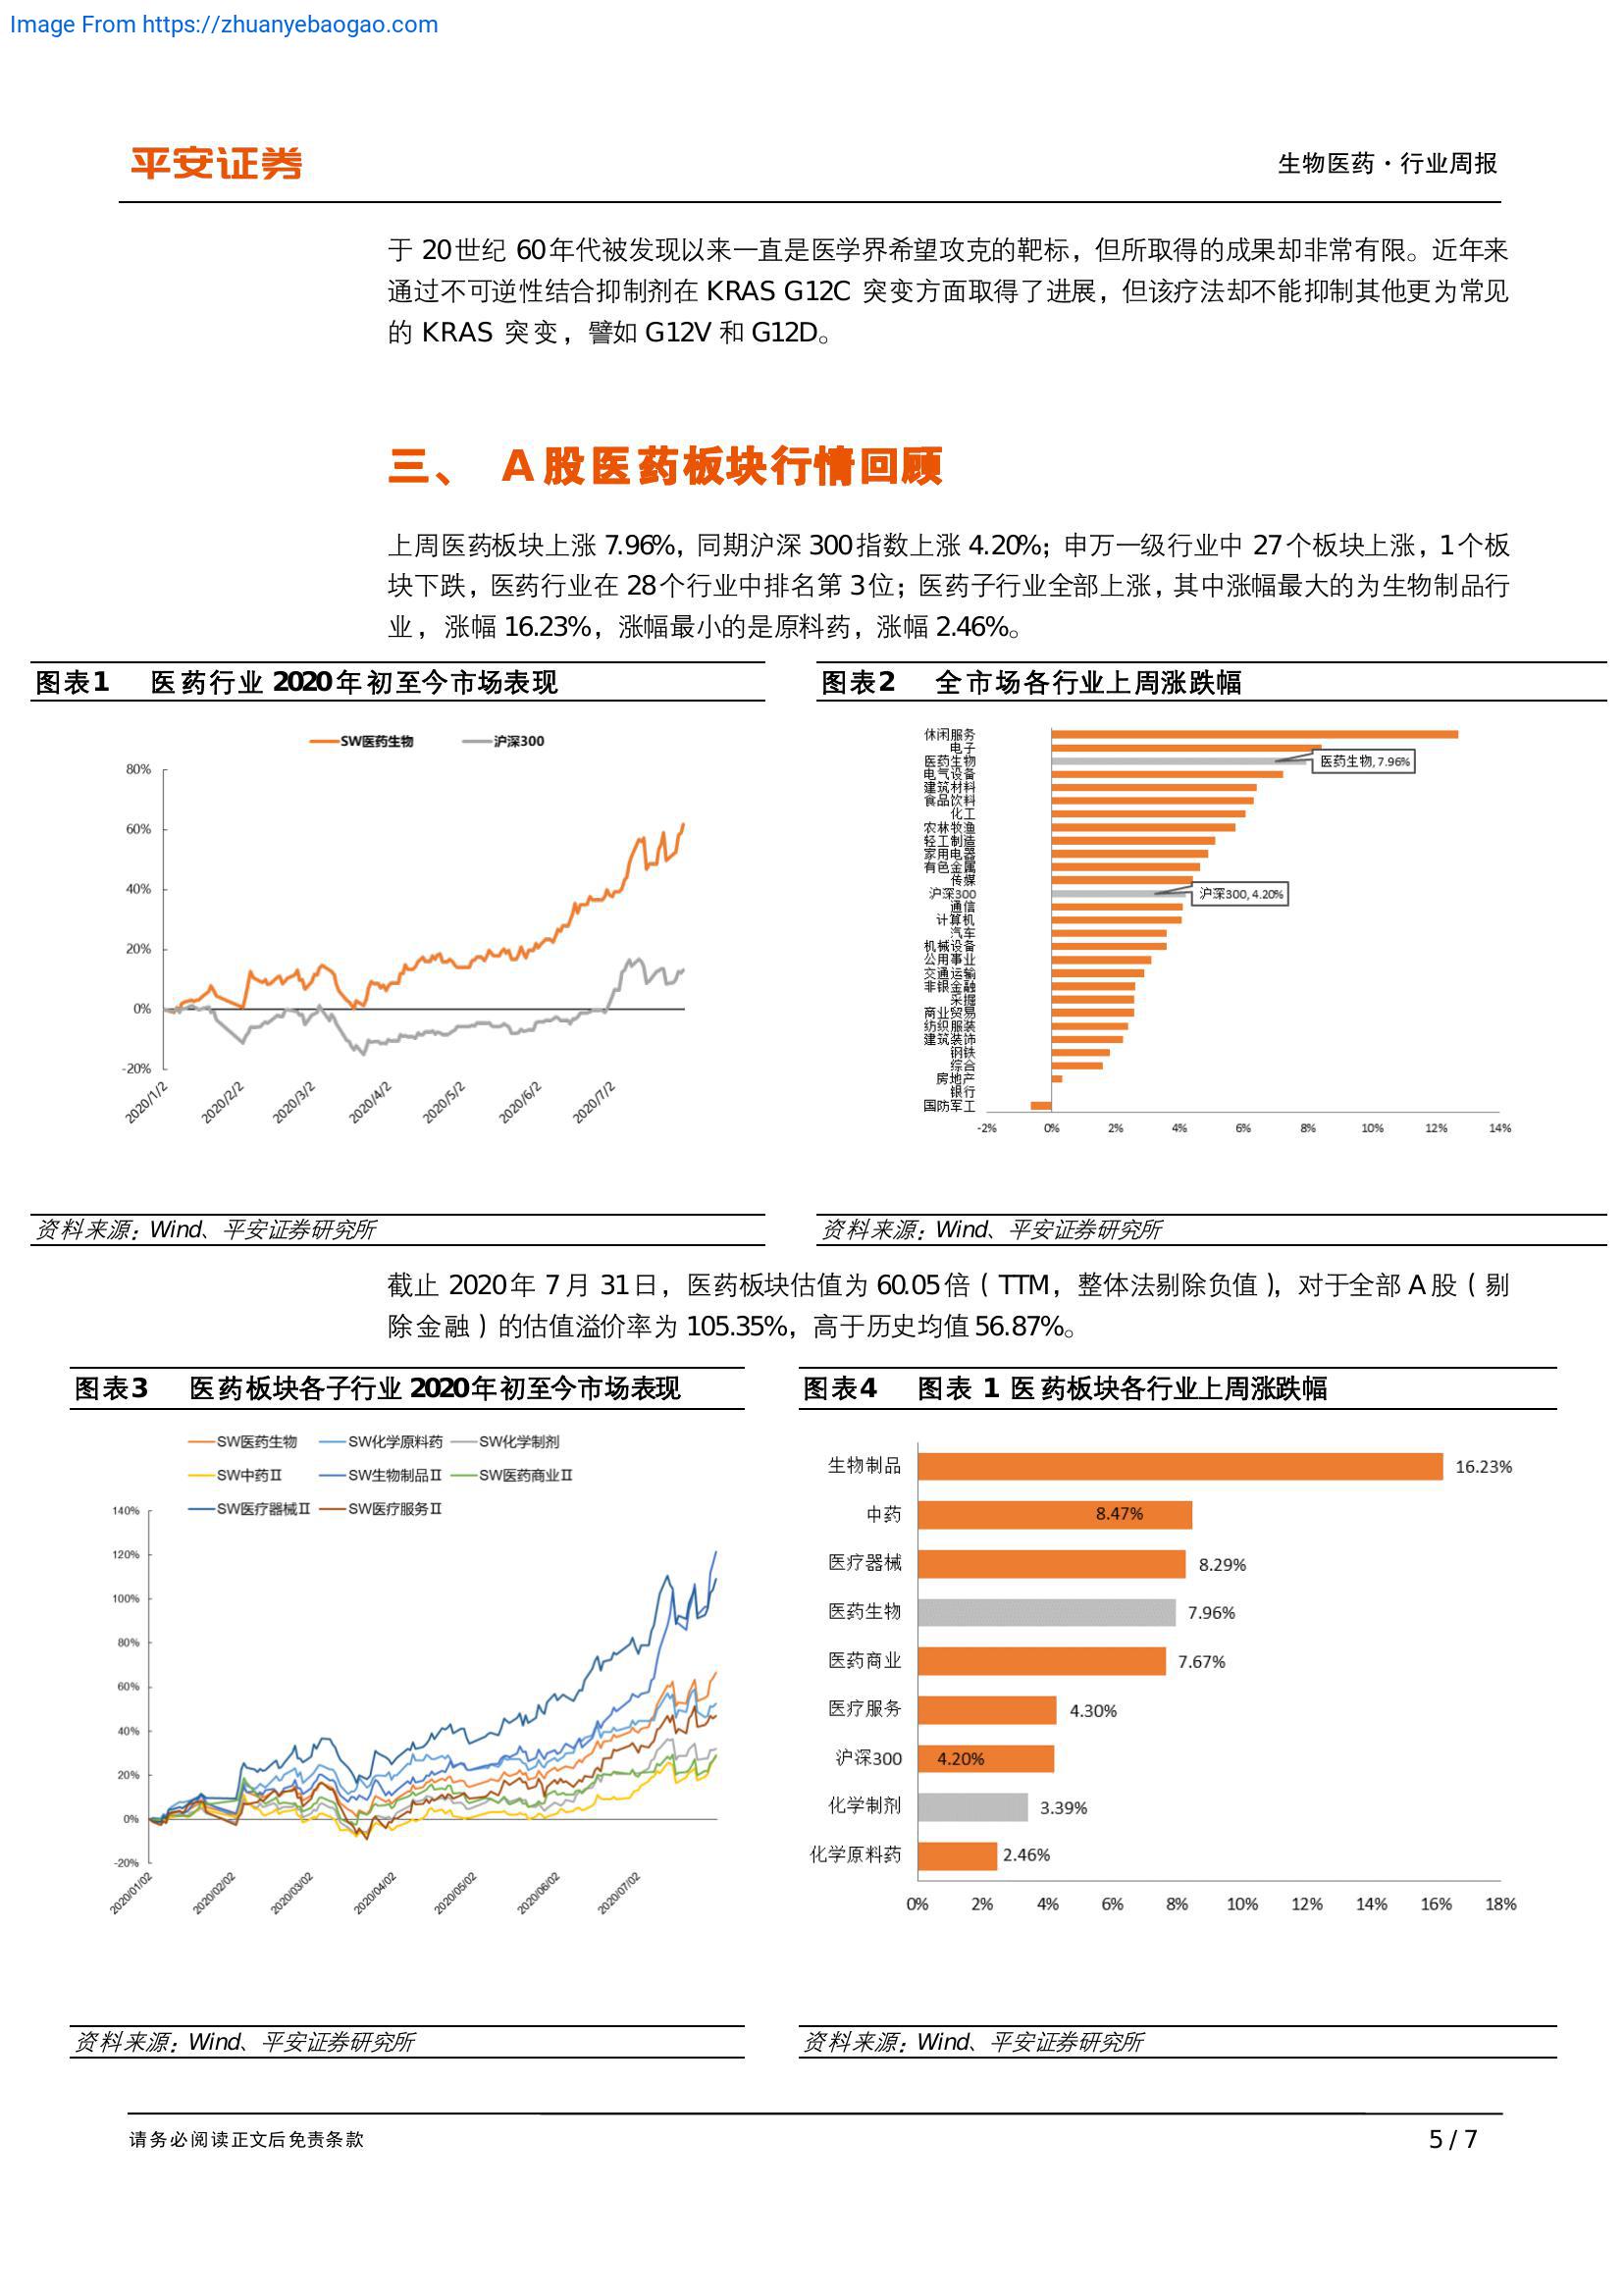 Image From https://zhuanyebaogao.com
平安证券
生物医药·行业周报
于 20世纪 60年代被发现以来一直是医学界希望攻克的靶标，但所取得的成果却非常有限。近年来
通过不可逆性结合抑制剂在 KRAS G12C 突变方面取得了进展，但该疗法却不能抑制其他更为常见
的 KRAS 突变，譬如 G12V 和 G12D。
三、 A股医药板块行情回顾
上周医药板块上涨 7.96%，同期沪深 300指数上涨 4.20%；申万一级行业中 27个板块上涨，1个板
块下跌，医药行业在 28个行业中排名第 3位；医药子行业全部上涨，其中涨幅最大的为生物制品行
业，涨幅 16.23%，涨幅最小的是原料药，涨幅 2.46%。
图表1 医药行业 2020年初至今市场表现
SW医药生物 沪深300
80%
60%
40%
20%
0%
-20%
2020/1/2 2020/2/2 2020/3/2 2020/4/2 2020/5/2 2020/6/2 2020/7/2
资料来源：Wind、平安证券研究所
图表2 全市场各行业上周涨跌幅
休闲服务
电子
医药生物
医药生物, 7.96%
电气设备
建筑材料
食品饮料
化工
农林牧渔
轻工制造
家用电器
有色金属
传媒
沪深300
沪深300, 4.20%
通信
计算机
汽车
机械设备
公用事业
交通运输
非银金融
采掘
商业贸易
纺织服装
建筑装饰
钢铁
综合
房地产
银行
国防军工
-2% 0% 2% 4% 6% 8% 10% 12% 14%
资料来源：Wind、平安证券研究所
截止 2020年 7月 31日，医药板块估值为 60.05倍（TTM，整体法剔除负值），对于全部 A股（剔
除金融）的估值溢价率为 105.35%，高于历史均值 56.87%。
图表3 医药板块各子行业 2020年初至今市场表现
SW医药生物 SW化学原料药 SW化学制剂
SW中药Ⅱ SW生物制品Ⅱ SW医药商业Ⅱ
SW医疗器械Ⅱ SW医疗服务Ⅱ
140%
120%
100%
80%
60%
40%
20%
0%
-20%
2020/01/02 2020/02/02 2020/03/02 2020/04/02 2020/05/02 2020/06/02 2020/07/02
资料来源：Wind、平安证券研究所
图表4 图表 1 医药板块各行业上周涨跌幅
生物制品 16.23%
中药 8.47%
医疗器械 8.29%
医药生物 7.96%
医药商业 7.67%
医疗服务 4.30%
沪深300 4.20%
化学制剂 3.39%
化学原料药 2.46%
0% 2% 4% 6% 8% 10% 12% 14% 16% 18%
资料来源：Wind、平安证券研究所
请务必阅读正文后免责条款
5 / 7